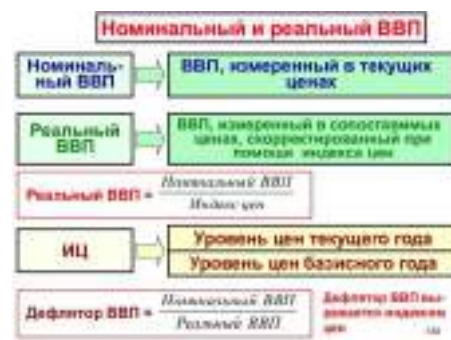 Номинальный и реальный ВВП
Номиналь-
ный ВВП
ВВП, измеренный в текущих
ценах
Реальный
ВВП
ВВП, измеренный в сопоставимых
ценах, скорректированный при
помощи индекса цен
Реальный ВВП = Номинальный ВВП
Индекс цен
ИЦ
Уровень цен текущего года
Уровень цен базисного года
Дефлятор ВВП = Номинальный ВВП
Реальный ВВП
Дефлятор ВВП
индексом
цен